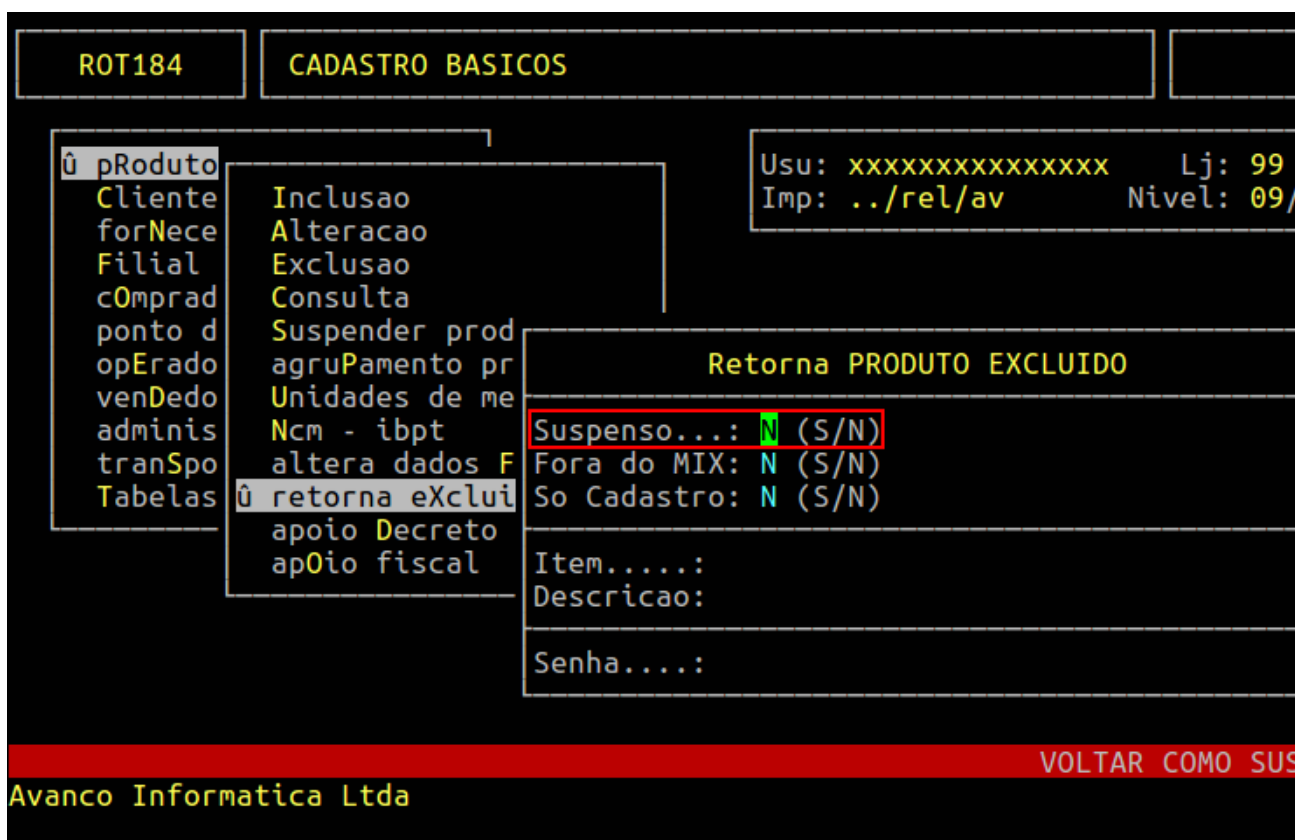 ROT184
CADASTRO BASICOS
û pRoduto
Cliente
forNece
Filial
cOmprad
ponto d
opErado
venDedo
adminis
tranSpo
Tabelas
Inclusao
Alteracao
Exclusao
Consulta
Suspender prod
agruPamento pr
Unidades de me
Ncm - ibpt
altera dados F
û retorna eXclui
apoio Decreto
apOio fiscal
Usu: xxxxxxxxxxxxxxx Lj: 99
Imp: ../rel/av Nivel: 09/
Retorna PRODUTO EXCLUIDO
Suspenso...: N (S/N)
Fora do MIX: N (S/N)
So Cadastro: N (S/N)
Item.....:
Descricao:
Senha....:
VOLTAR COMO SUS
Avanco Informatica Ltda